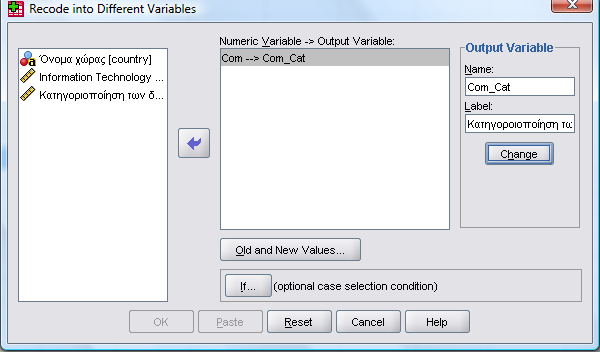 Recode into Different Variables
Όνομα χώρας [country]
Information Technology ...
Κατηγοριοποίηση των δ...
Numeric Variable -> Output Variable:
Com --> Com_Cat
Output Variable
Name:
Com_Cat
Label:
Κατηγοροιοποίηση τω
Change
Old and New Values...
If... (optional case selection condition)
OK Paste Reset Cancel Help